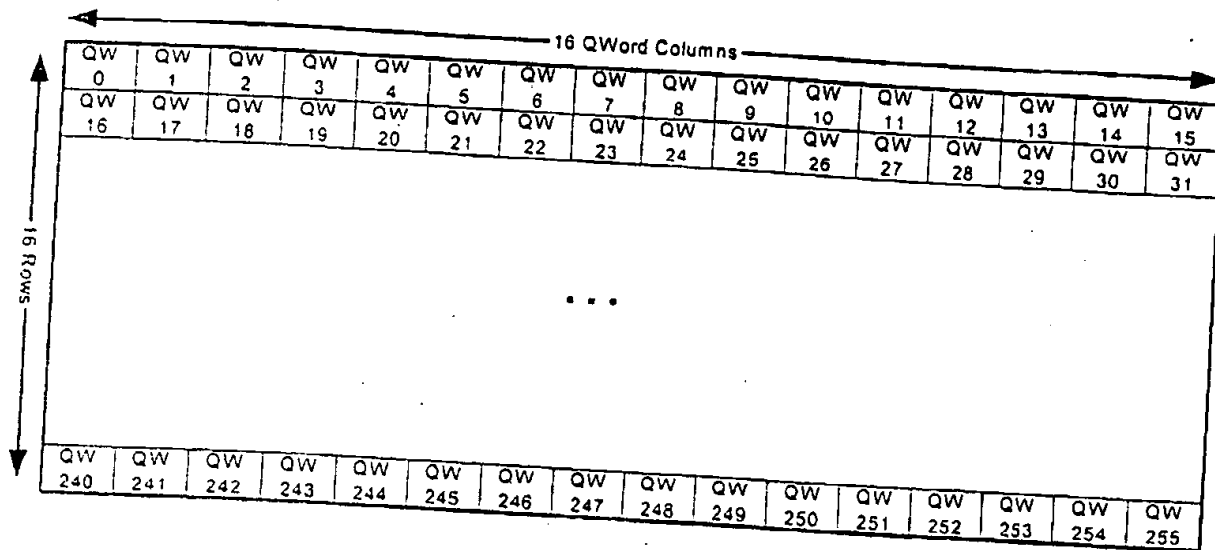 16 QWord Columns
QW QW QW QW QW QW QW QW QW QW QW QW QW QW QW QW
0 1 2 3 4 5 6 7 8 9 10 11 12 13 14 15
QW QW QW QW QW QW QW QW QW QW QW QW QW QW QW QW
16 17 18 19 20 21 22 23 24 25 26 27 28 29 30 31
16 Rows
...
QW QW QW QW QW QW QW QW QW QW QW QW QW QW QW QW
240 241 242 243 244 245 246 247 248 249 250 251 252 253 254 255